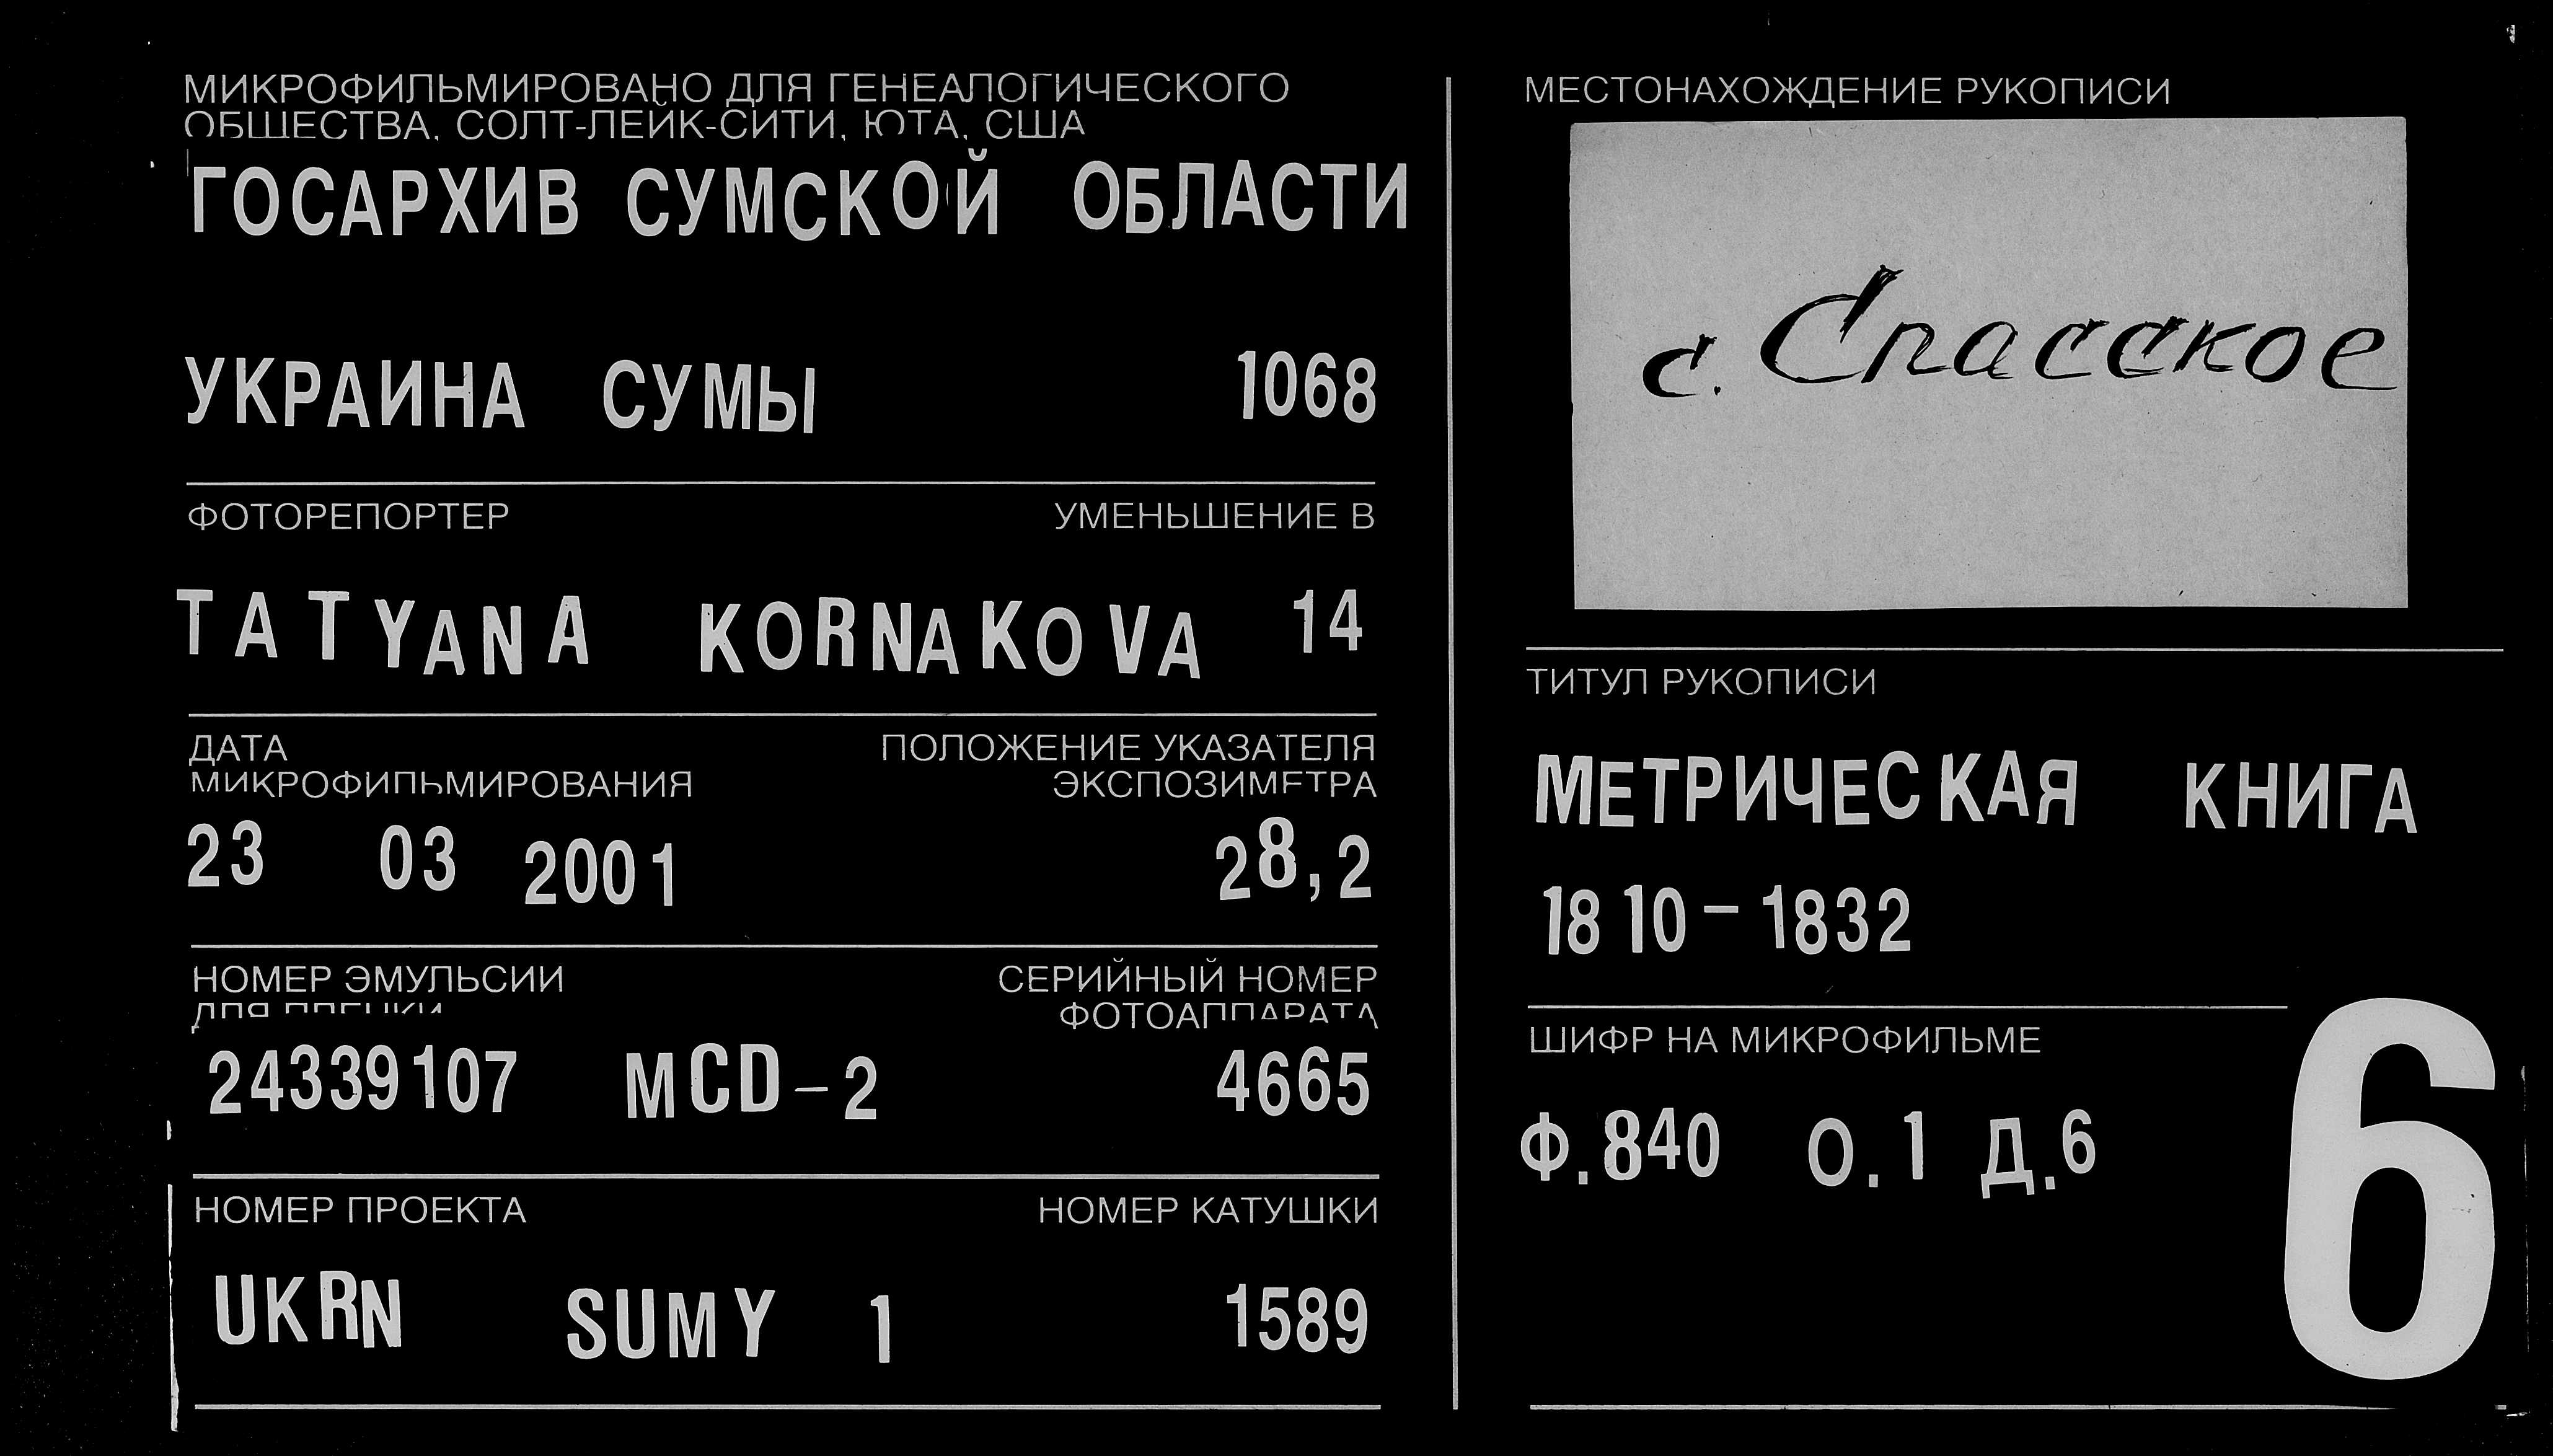 МИКРОФИЛЬМИРОВАНО ДЛЯ ГЕНЕАЛОГИЧЕСКОГО
ОБЩЕСТВА, СОЛТ-ЛЕЙК-СИТИ, ЮТА, США
ГОСАРХИВ СУМСКОЙ ОБЛАСТИ
УКРАИНА СУМЫ 1068
ФОТОРЕПОРТЕР УМЕНЬШЕНИЕ В
TATYANA KORNAKOVA 14
ДАТА ПОЛОЖЕНИЕ УКАЗАТЕЛЯ
МИКРОФИЛЬМИРОВАНИЯ ЭКСПОЗИМЕТРА
23 03 2001 28,2
НОМЕР ЭМУЛЬСИИ СЕРИЙНЫЙ НОМЕР
ДЛЯ ПЛЕНКИ ФОТОАППАРАТА
24339107 MCD-2 4665
НОМЕР ПРОЕКТА НОМЕР КАТУШКИ
UKRN SUMY 1 1589
МЕСТОНАХОЖДЕНИЕ РУКОПИСИ
с. Спасское
ТИТУЛ РУКОПИСИ
МЕТРИЧЕСКАЯ КНИГА
1810-1832
ШИФР НА МИКРОФИЛЬМЕ
Ф.840 О.1 Д.6
6